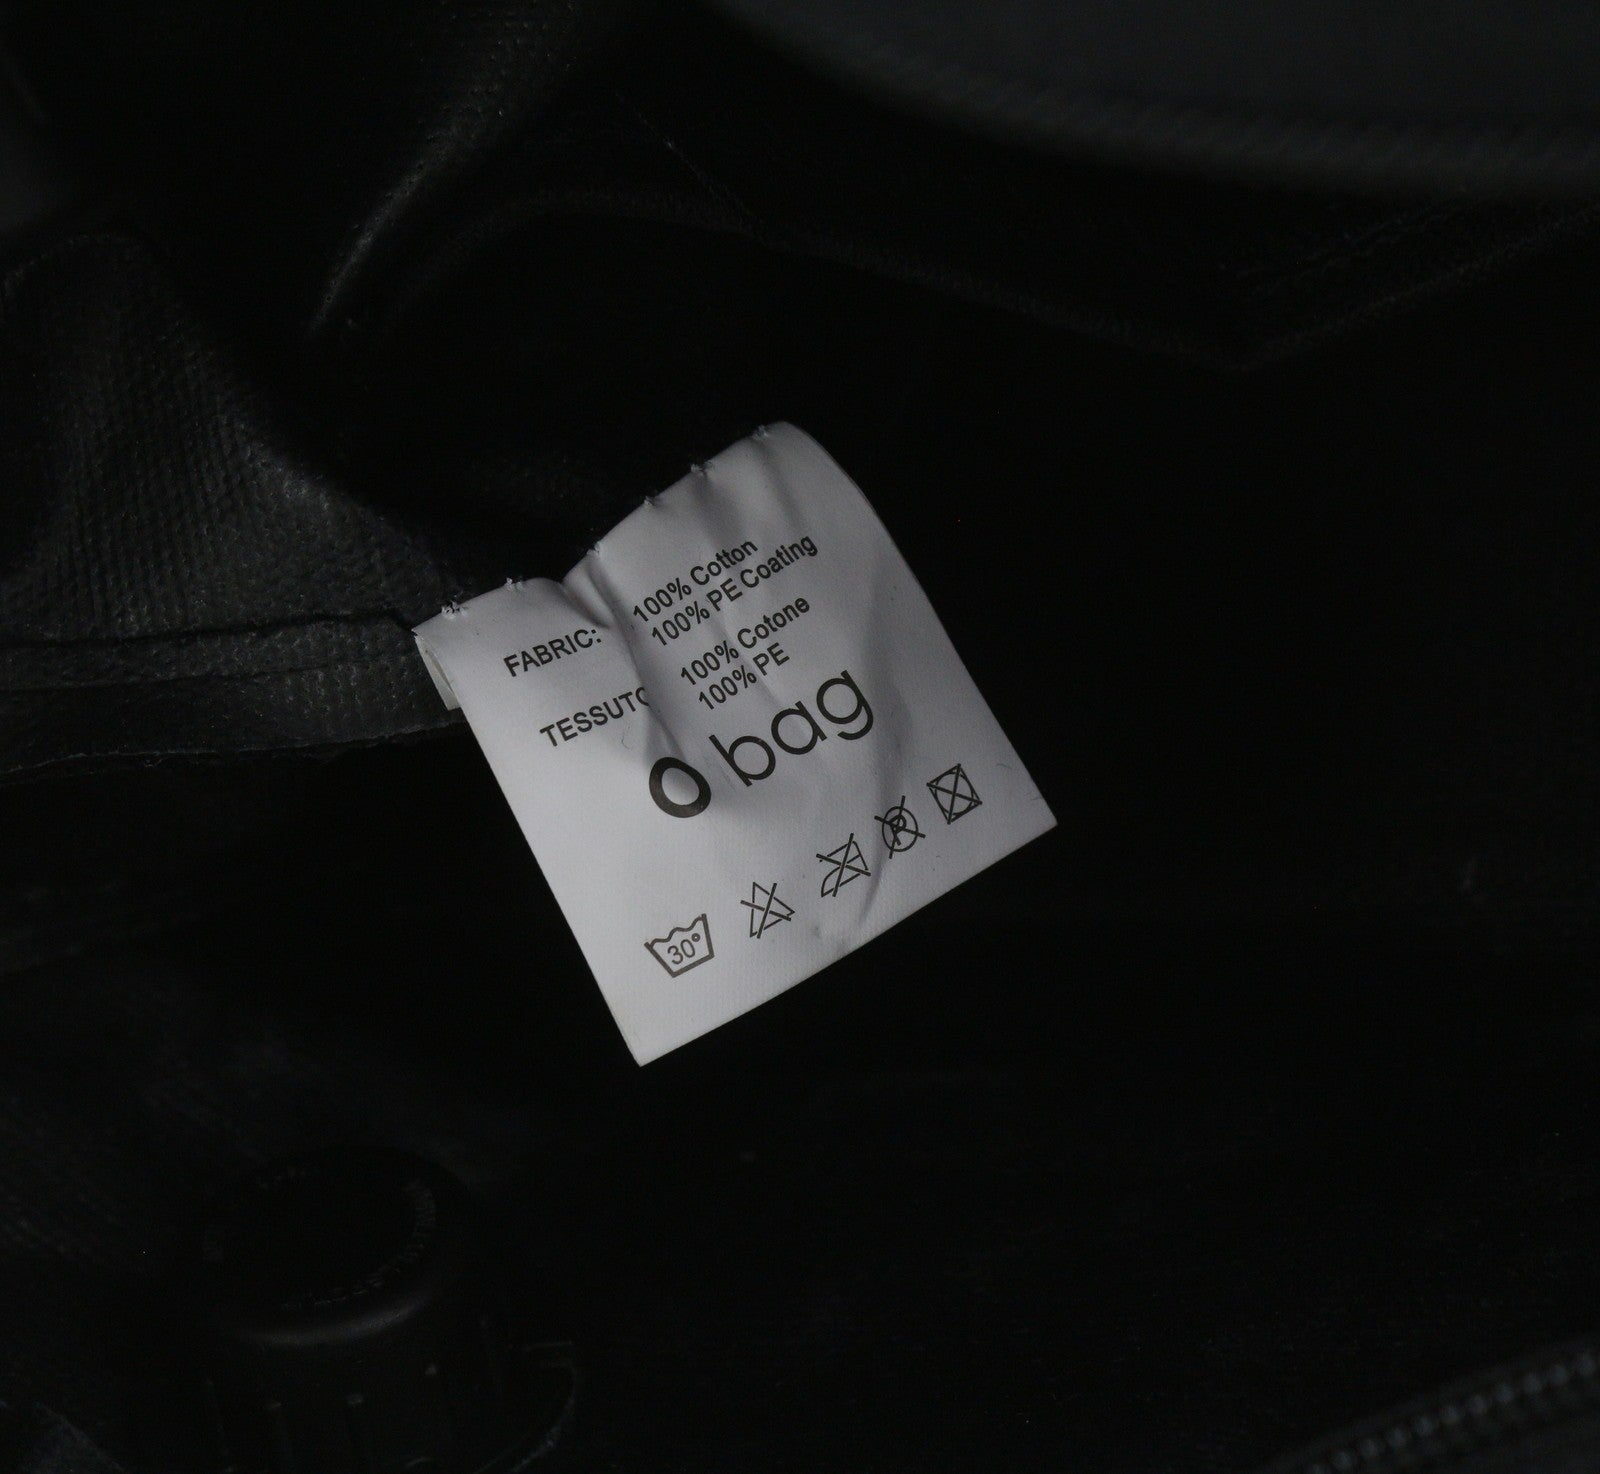 FABRIC: 100% Cotton
100% PE Coating
TESSUTO 100% Cotone
100% PE
o bag
30°
P